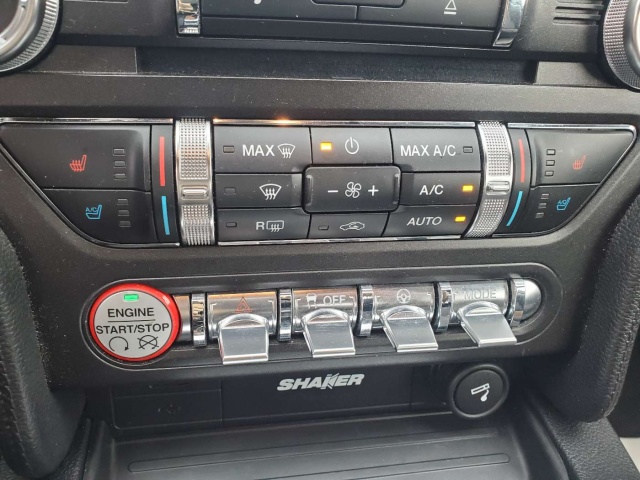 MAX
MAX A/C
A/C
A/C
A/C
R
AUTO
ENGINE
START/STOP
OFF
MODE
SHAKER